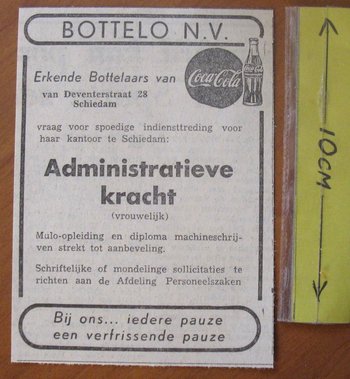 BOTTELO N.V.
Erkende Bottelaars van
Coca-Cola
Coca-Cola
van Deventerstraat 28
Schiedam
vraag voor spoedige indiensttreding voor
haar kantoor te Schiedam:
Administratieve
kracht
(vrouwelijk)
Mulo-opleiding en diploma machineschrij-
ven strekt tot aanbeveling.
Schriftelijke of mondelinge sollicitaties te
richten aan de Afdeling Personeelszaken
Bij ons... iedere pauze
een verfrissende pauze
10CM